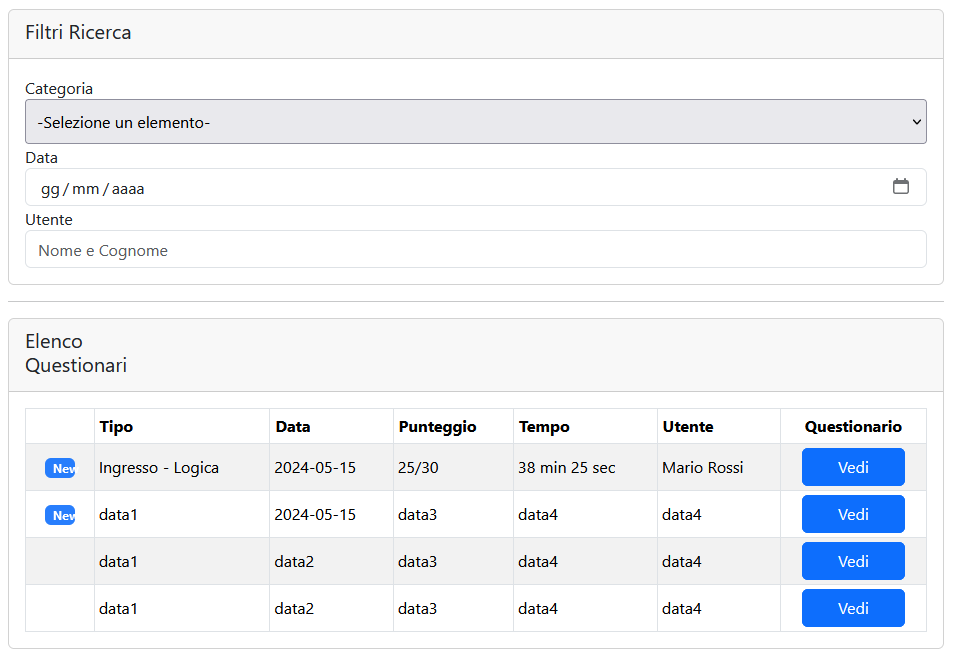 Filtri Ricerca
Categoria
-Selezione un elemento-
Data
gg/mm/aaaa
Utente
Nome e Cognome
Elenco
Questionari
Tipo Data Punteggio Tempo Utente Questionario
New Ingresso - Logica 2024-05-15 25/30 38 min 25 sec Mario Rossi Vedi
New data1 2024-05-15 data3 data4 data4 Vedi
data1 data2 data3 data4 data4 Vedi
data1 data2 data3 data4 data4 Vedi